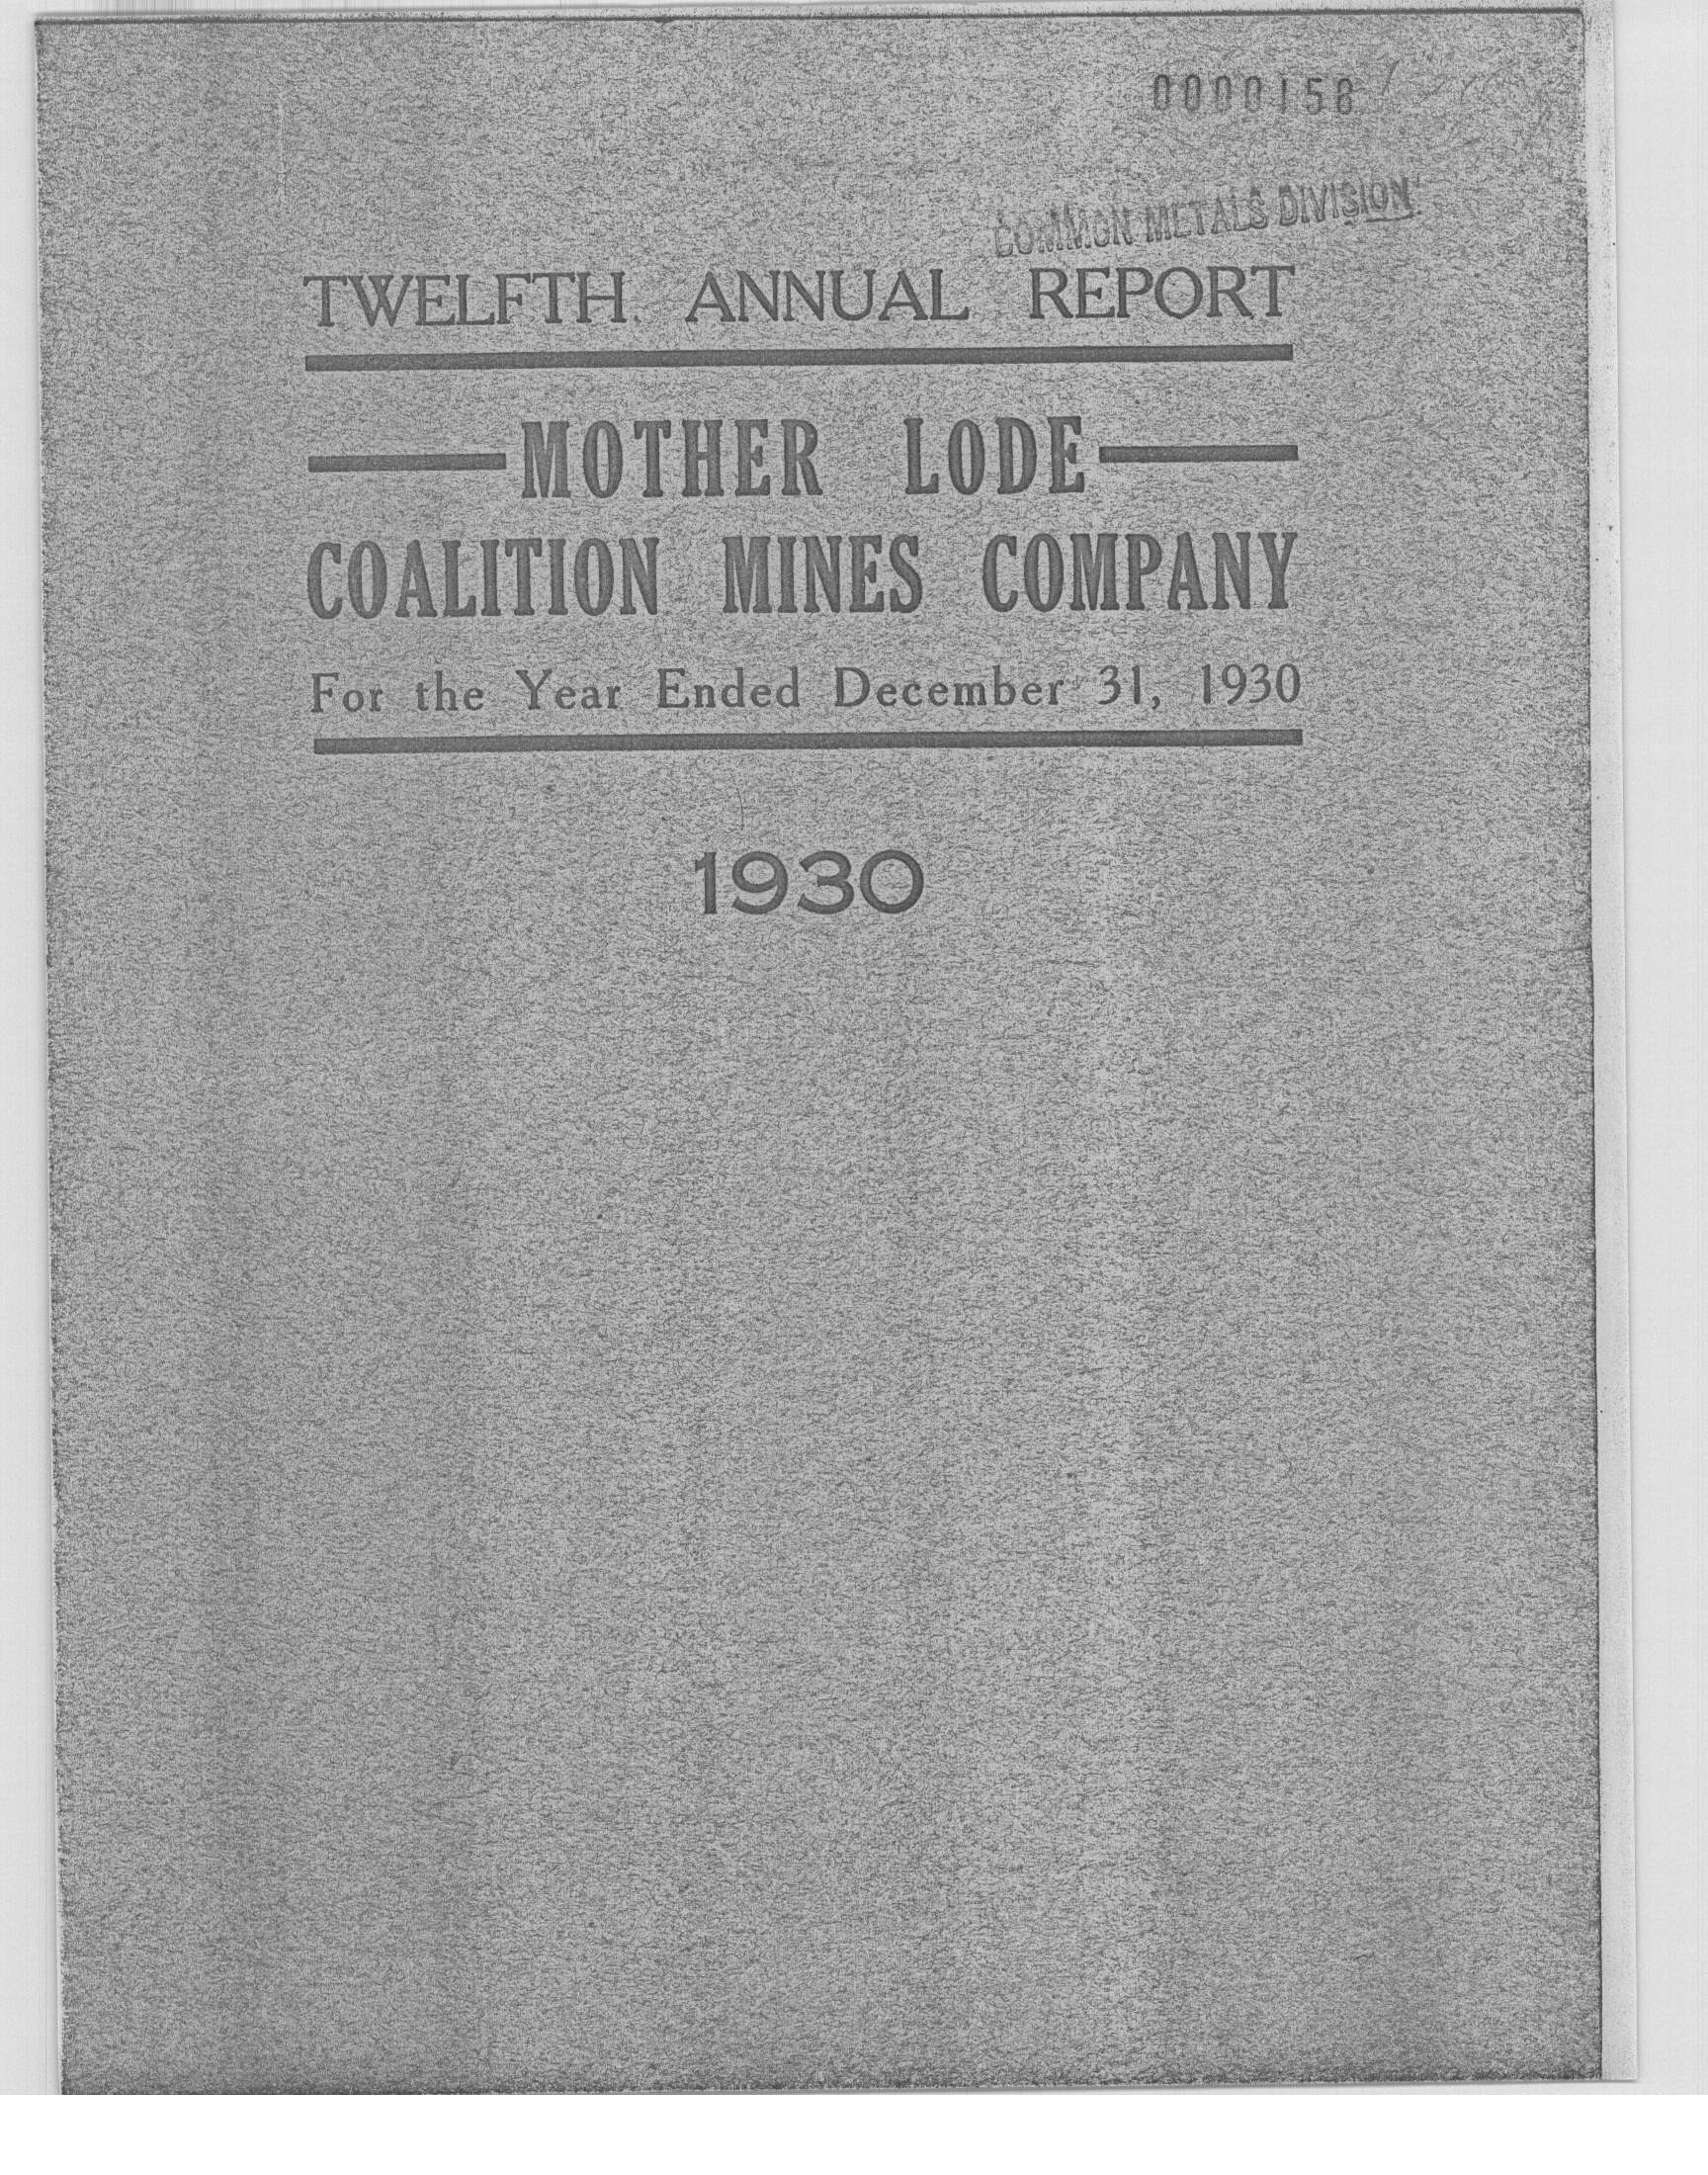 0000158
COMMON METALS DIVISION
TWELFTH ANNUAL REPORT
MOTHER LODE
COALITION MINES COMPANY
For the Year Ended December 31, 1930
1930